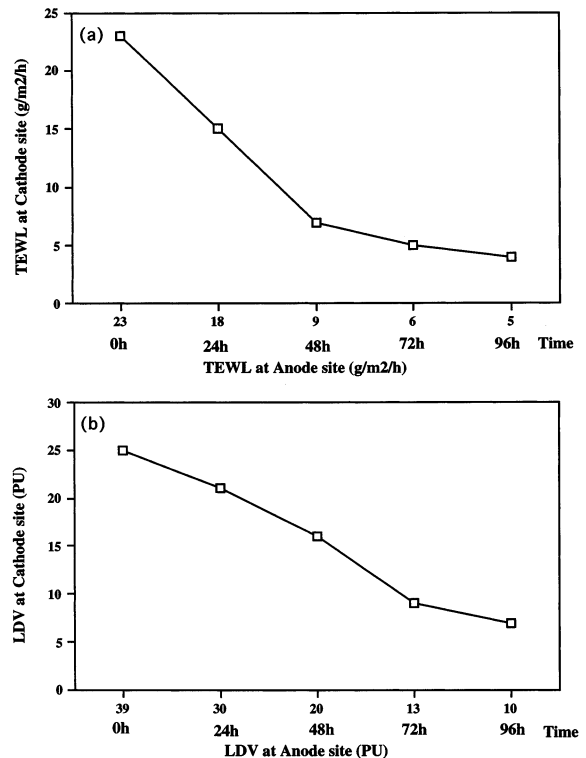 (a)
TEWL at Cathode site (g/m2/h)
25
20
15
10
5
0
23 18 9 6 5
0h 24h 48h 72h 96h Time
TEWL at Anode site (g/m2/h)
(b)
LDV at Cathode site (PU)
30
25
20
15
10
5
0
39 30 20 13 10
0h 24h 48h 72h 96h Time
LDV at Anode site (PU)